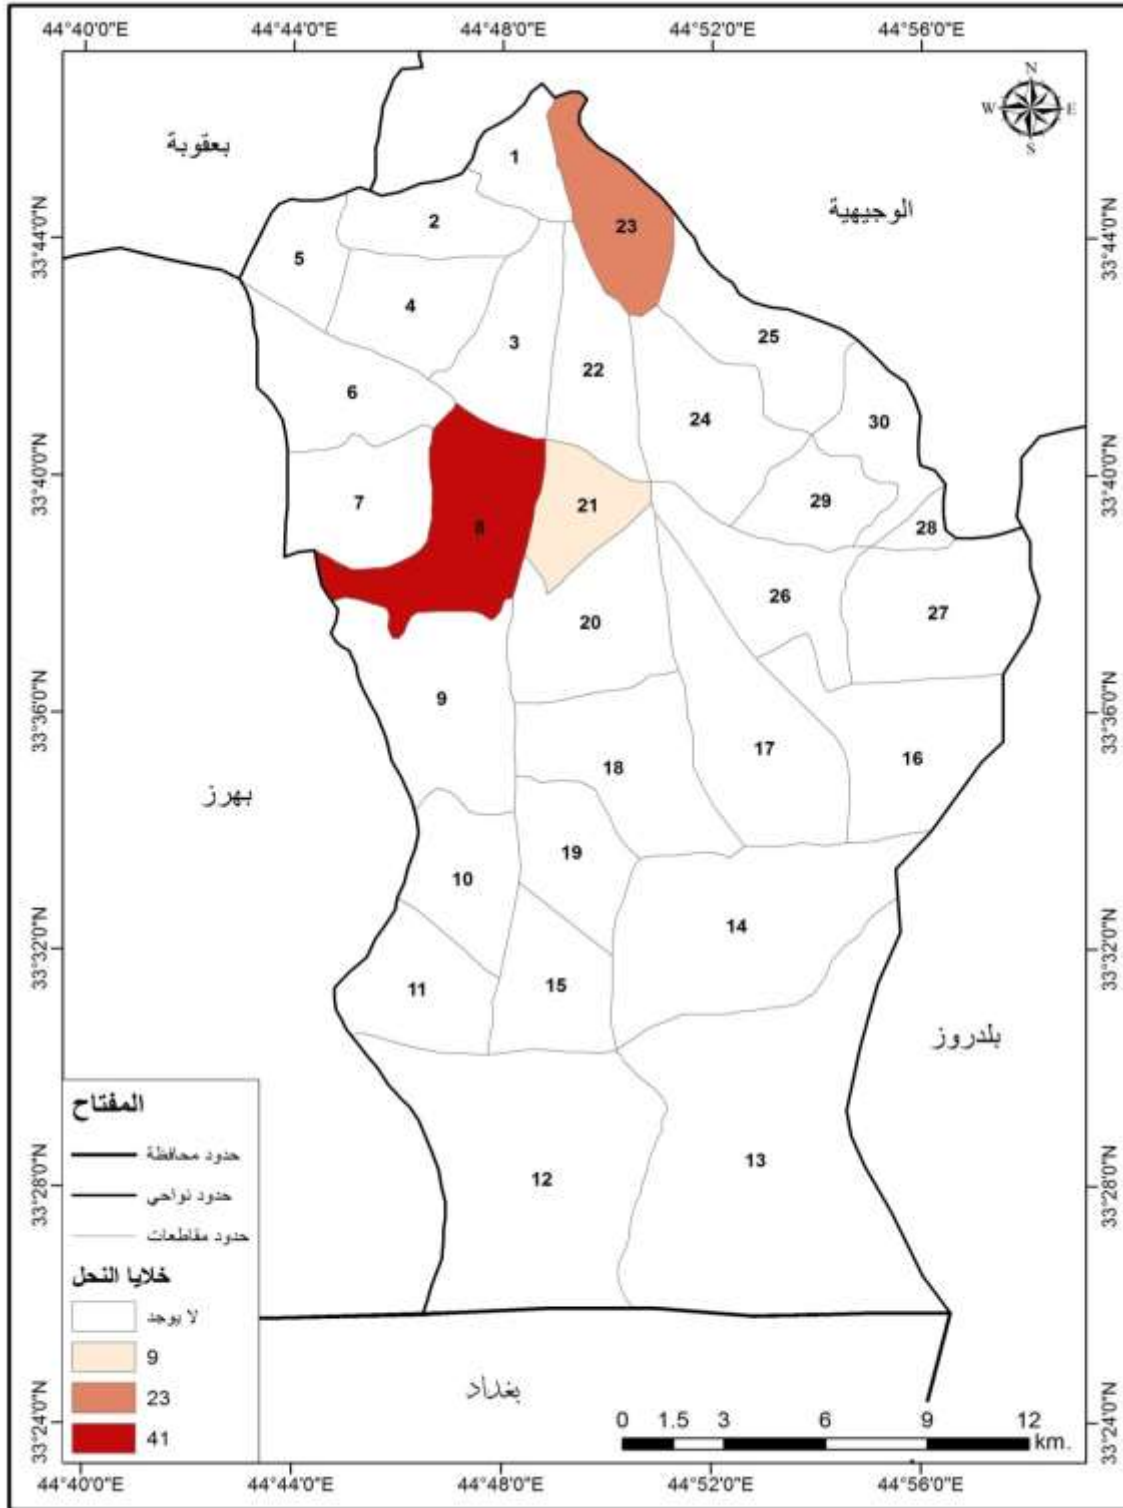 44°40'0"E 44°44'0"E 44°48'0"E 44°52'0"E 44°56'0"E
N
W E
S
بعقوبة
الوجيهية
1
2
23
33°44'0"N 33°44'0"N
5
4
3
25
22
6
24
30
33°40'0"N 33°40'0"N
7
8
21
29
28
26
27
20
9
33°36'0"N 33°36'0"N
17
16
18
بهرز
19
10
14
33°32'0"N 33°32'0"N
11
15
بلدروز
13
12
33°28'0"N 33°28'0"N
المفتاح
حدود محافظة
حدود نواحي
حدود مقاطعات
خلايا النحل
لا يوجد
9
23
41
بغداد
33°24'0"N 33°24'0"N
0 1.5 3 6 9 12
km.
44°40'0"E 44°44'0"E 44°48'0"E 44°52'0"E 44°56'0"E